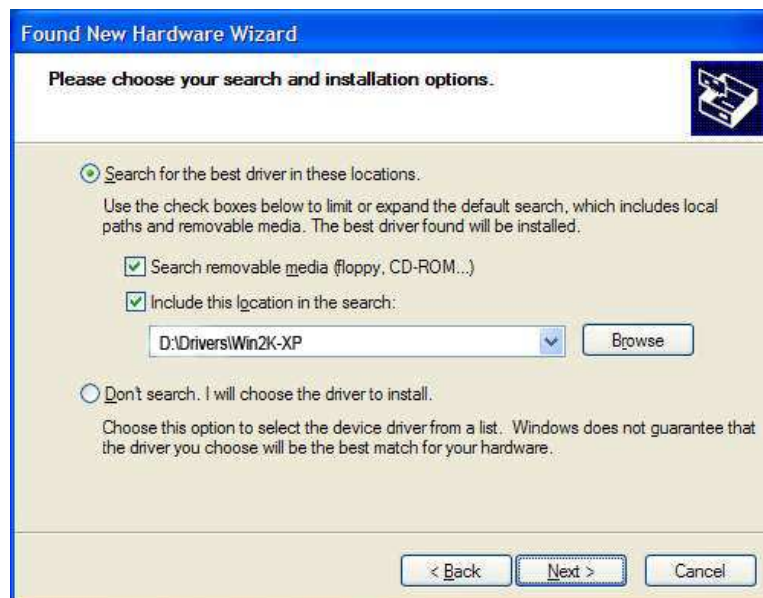 Found New Hardware Wizard
Please choose your search and installation options.
Search for the best driver in these locations.
Use the check boxes below to limit or expand the default search, which includes local
paths and removable media. The best driver found will be installed.
Search removable media (floppy, CD-ROM...)
Include this location in the search:
D:\Drivers\Win2K-XP
Browse
Don't search. I will choose the driver to install.
Choose this option to select the device driver from a list. Windows does not guarantee that
the driver you choose will be the best match for your hardware.
< Back Next > Cancel